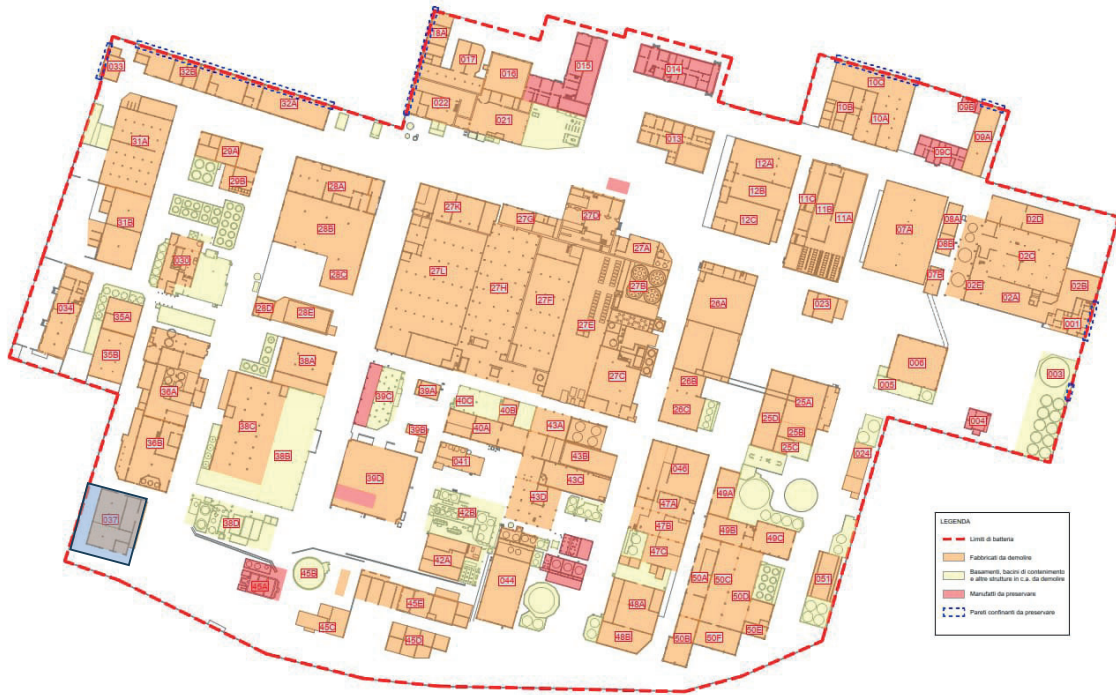 18A
017
016
015
014
033
32B
32A
022
021
10C
10B
10A
09B
09A
09C
013
31A
29A
29B
28A
28B
28C
31B
030
12A
12B
12C
11C
11B
11A
07A
08A
08B
07B
02D
02C
02E
02A
02B
001
27K
27G
27D
27A
27L
27H
27F
27B
27E
27C
26A
023
034
35A
35B
28D
28E
38A
006
005
003
004
36A
36B
38C
38B
39C
39A
39B
40C
40B
40A
43A
26B
26C
25A
25D
25B
25C
024
041
43B
43C
43D
39D
046
47A
47B
47C
49A
49B
49C
037
38D
42B
42A
45A
45B
45E
45C
45D
044
48A
48B
50A
50C
50D
50E
50B
50F
051
LEGENDA
Limiti di batteria
Fabbricati da demolire
Basamenti, bacini di contenimento
e altre strutture in c.a. da demolire
Manufatti da preservare
Pareti confinanti da preservare